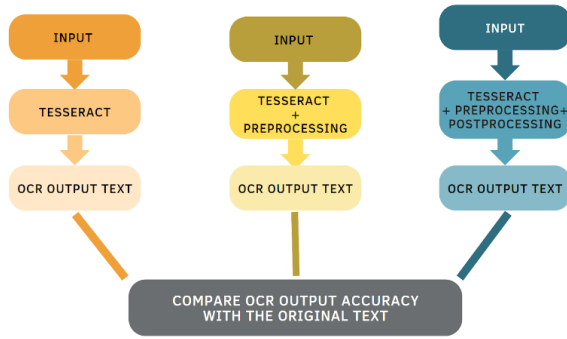 INPUT
TESSERACT
OCR OUTPUT TEXT
INPUT
TESSERACT
+
PREPROCESSING
OCR OUTPUT TEXT
INPUT
TESSERACT
+ PREPROCESSING+
POSTPROCESSING
OCR OUTPUT TEXT
COMPARE OCR OUTPUT ACCURACY
WITH THE ORIGINAL TEXT